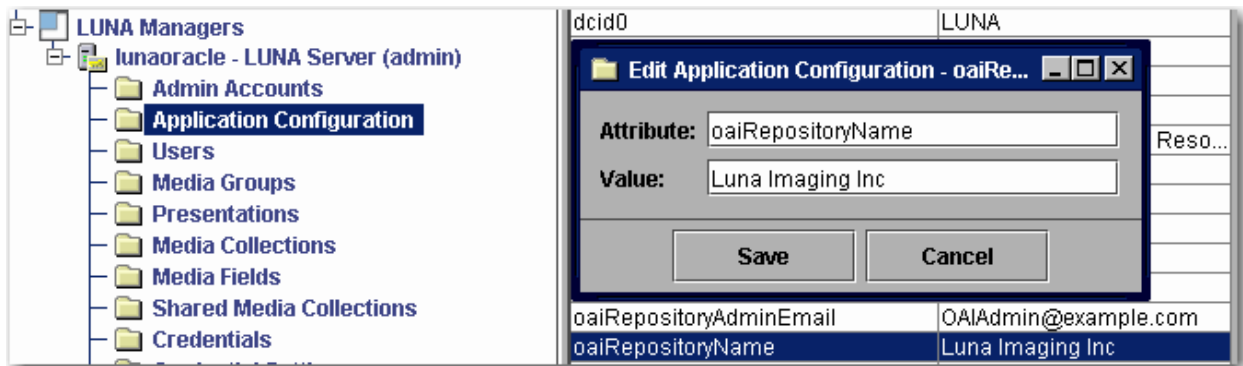 LUNA Managers
lunaoracle - LUNA Server (admin)
Admin Accounts
Application Configuration
Users
Media Groups
Presentations
Media Collections
Media Fields
Shared Media Collections
Credentials
dcid0 LUNA
Edit Application Configuration - oaiRe...
Attribute: oaiRepositoryName
Value: Luna Imaging Inc
Save Cancel
Reso...
oaiRepositoryAdminEmail OAIAdmin@example.com
oaiRepositoryName Luna Imaging Inc